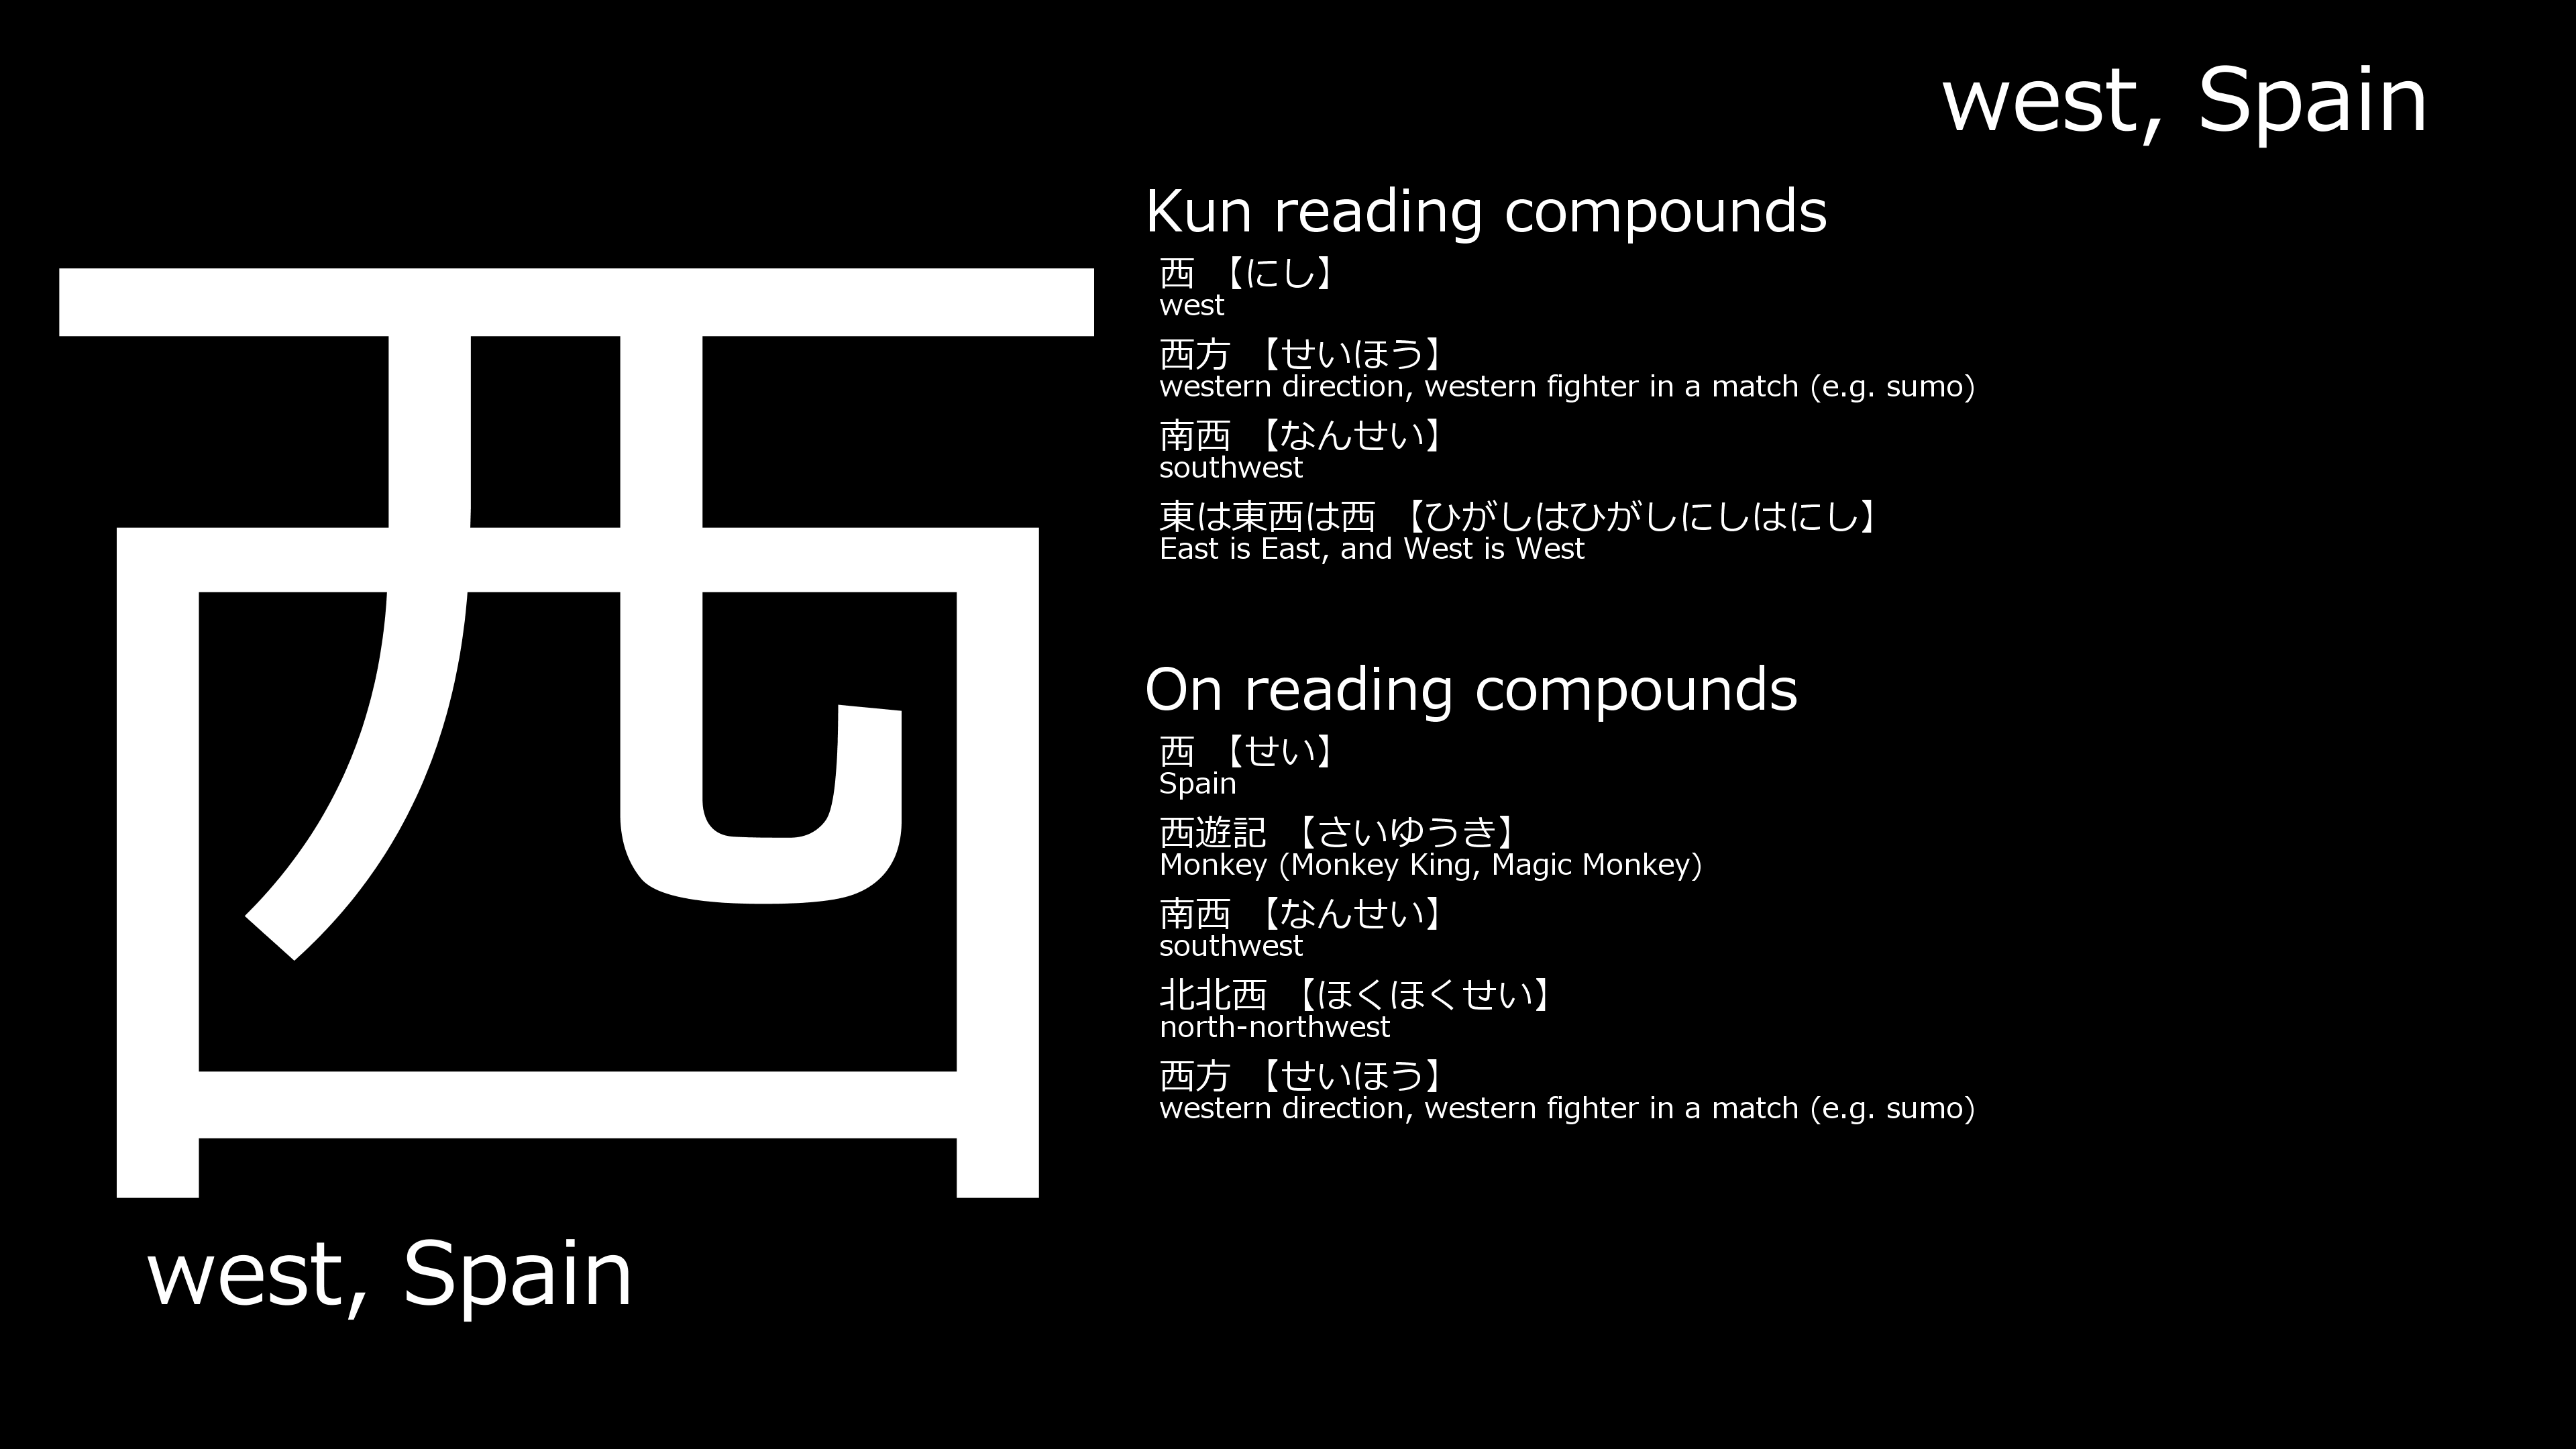 west, Spain
西
west, Spain
Kun reading compounds
西 【にし】
west
西方 【せいほう】
western direction, western fighter in a match (e.g. sumo)
南西 【なんせい】
southwest
東は東西は西 【ひがしはひがしにしはにし】
East is East, and West is West
On reading compounds
西 【せい】
Spain
西遊記 【さいゆうき】
Monkey (Monkey King, Magic Monkey)
南西 【なんせい】
southwest
北北西 【ほくほくせい】
north-northwest
西方 【せいほう】
western direction, western fighter in a match (e.g. sumo)